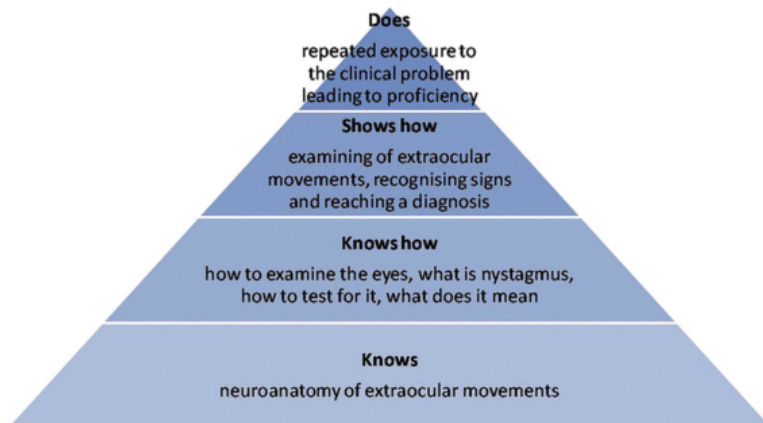 Does
repeated exposure to
the clinical problem
leading to proficiency
Shows how
examining of extraocular
movements, recognising signs
and reaching a diagnosis
Knows how
how to examine the eyes, what is nystagmus,
how to test for it, what does it mean
Knows
neuroanatomy of extraocular movements